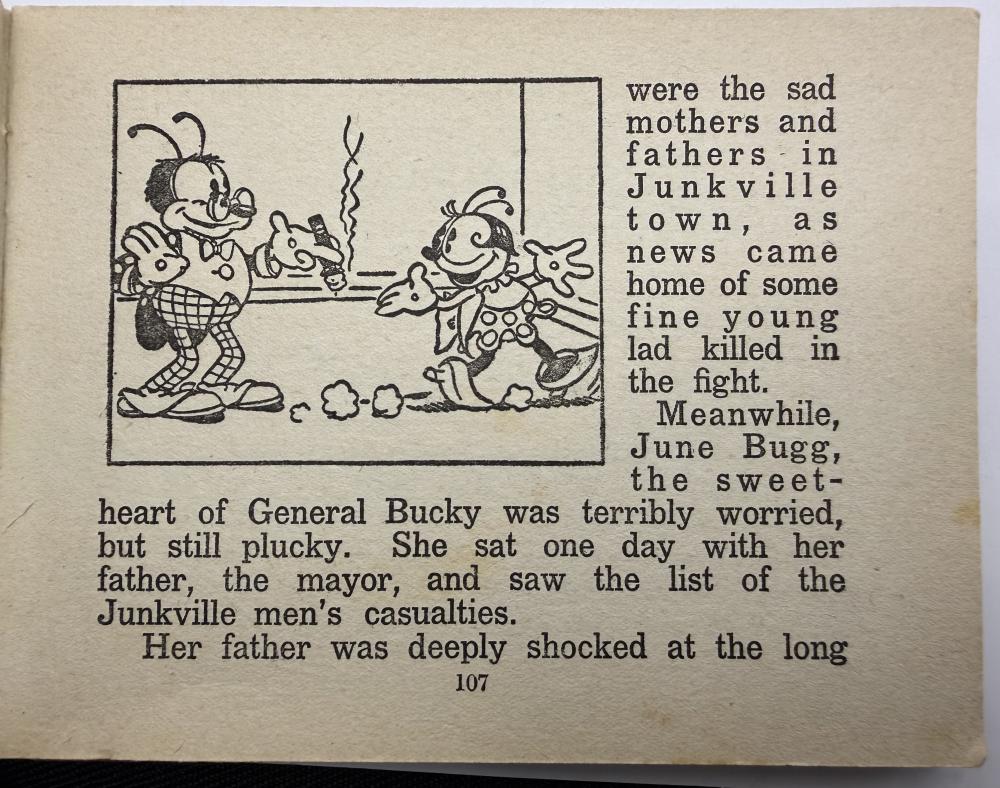 were the sad
mothers and
fathers in
Junkville
town, as
news came
home of some
fine young
lad killed in
the fight.
Meanwhile,
June Bugg,
the sweet-
heart of General Bucky was terribly worried,
but still plucky. She sat one day with her
father, the mayor, and saw the list of the
Junkville men's casualties.
Her father was deeply shocked at the long
107